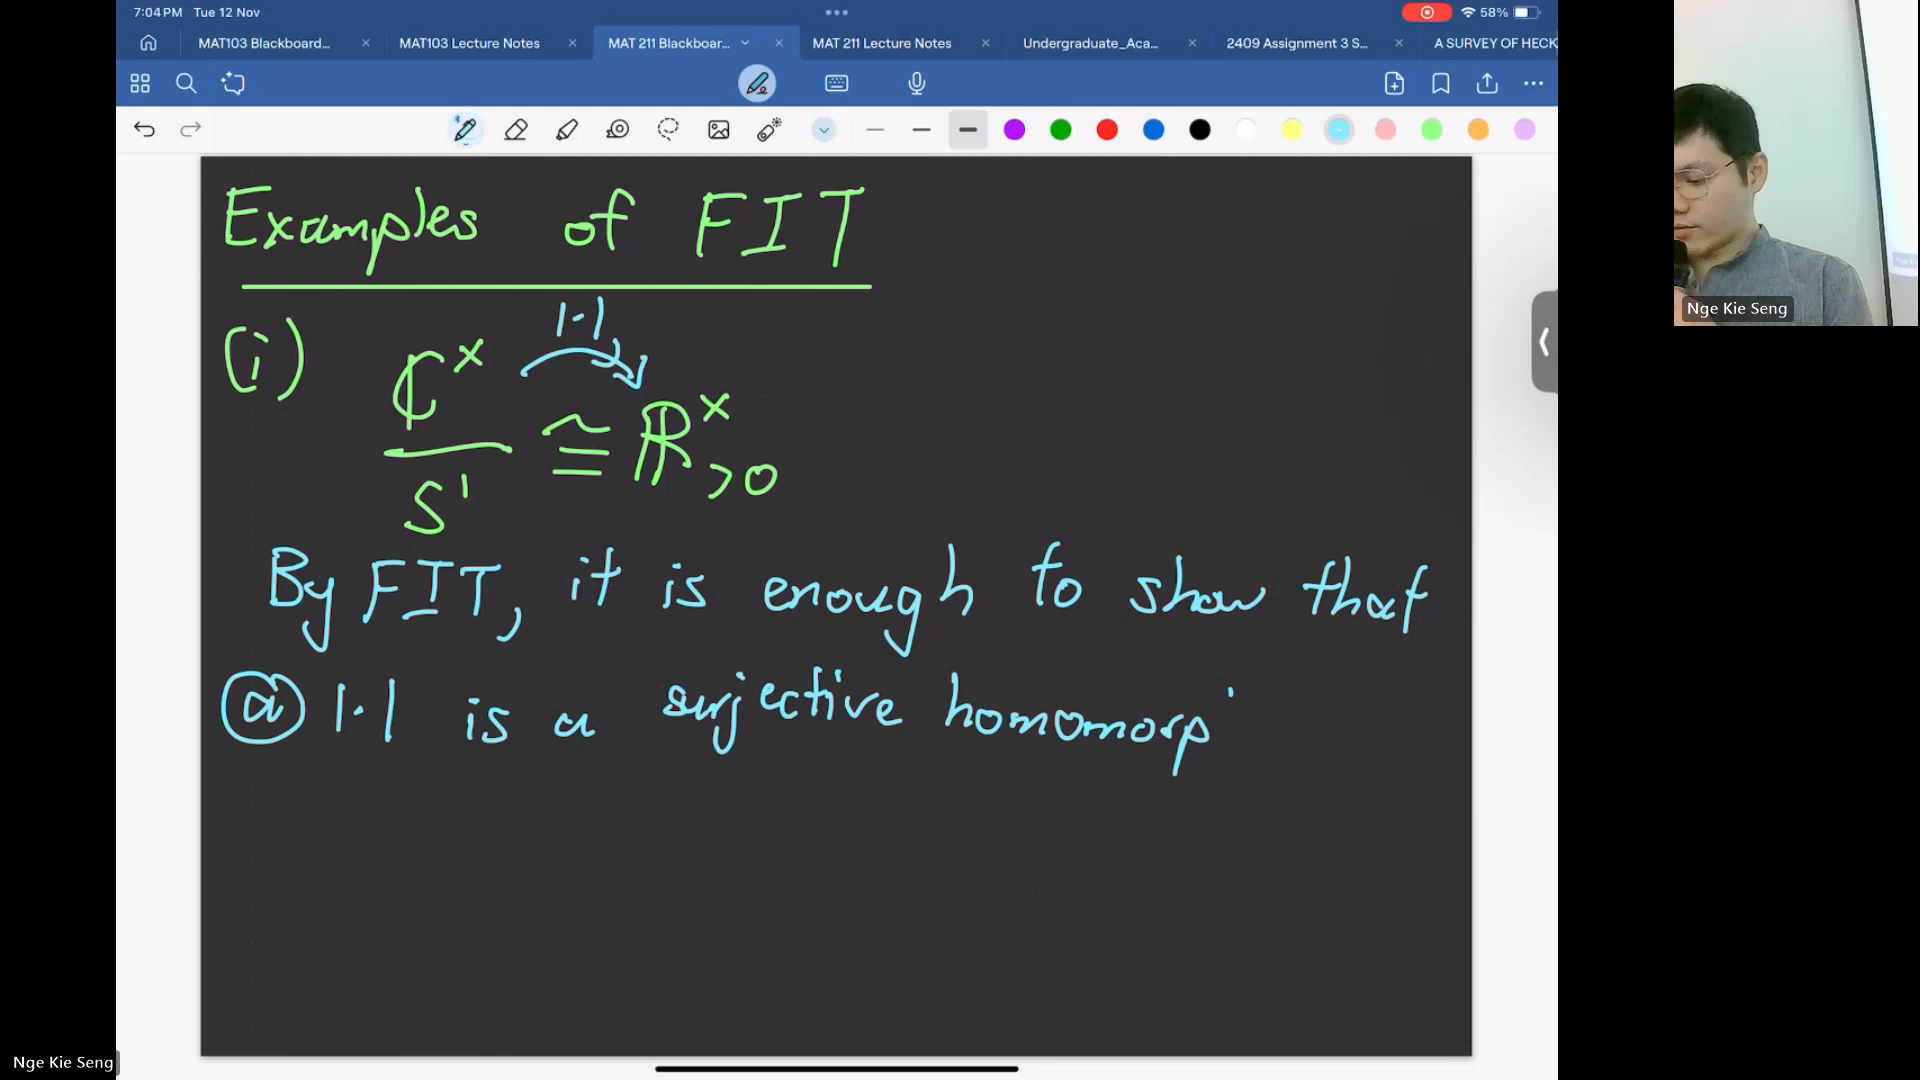 7:04 PM Tue 12 Nov
58%
MAT103 Blackboard...
MAT103 Lecture Notes
MAT 211 Blackboar...
MAT 211 Lecture Notes
Undergraduate_Aca...
2409 Assignment 3 S...
A SURVEY OF HECK
Examples of FIT
(i) ℂ^× / S^1 ≅ ℝ^×_{>0}
|·|
By FIT, it is enough to show that
ⓐ |·| is a surjective homomorp
Nge Kie Seng
Nge Kie Seng